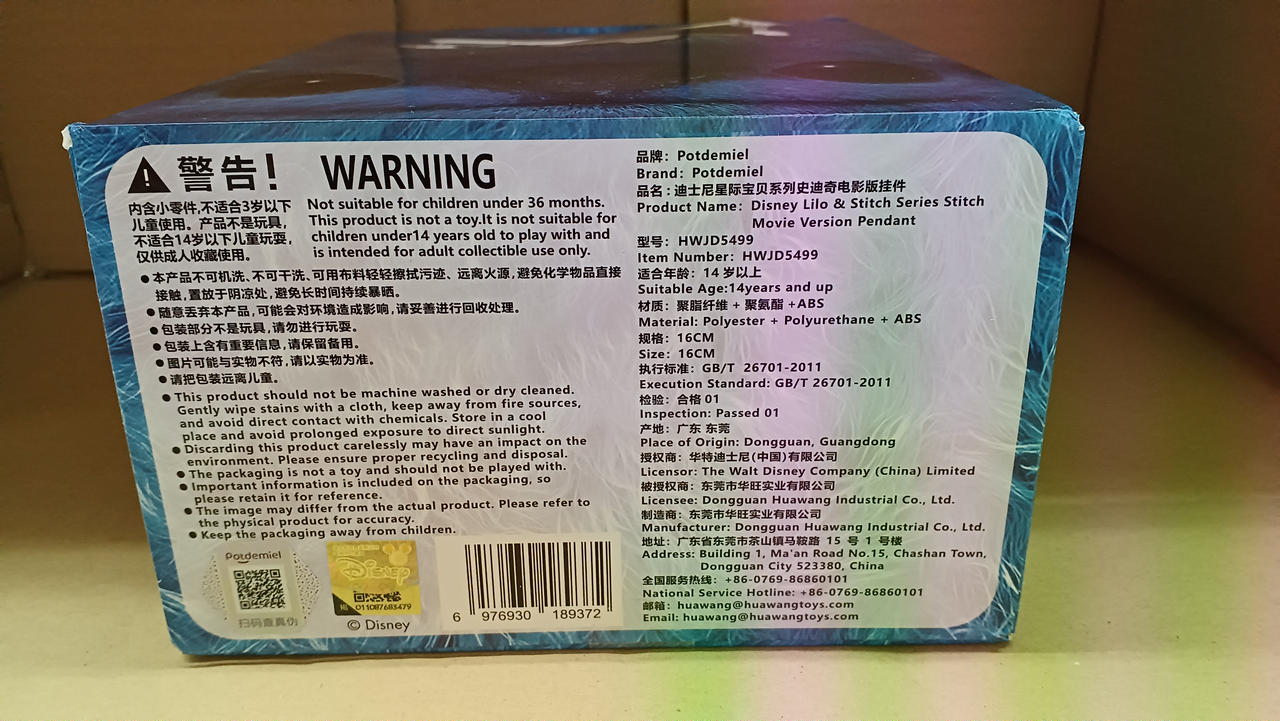 警告! WARNING
内含小零件,不适合3岁以下
儿童使用。产品不是玩具,
不适合14岁以下儿童玩耍,
仅供成人收藏使用。
Not suitable for children under 36 months.
This product is not a toy.It is not suitable for
children under14 years old to play with and
is intended for adult collectible use only.
● 本产品不可机洗、不可干洗、可用布料轻轻擦拭污迹、远离火源,避免化学物品直接
接触,置放于阴凉处,避免长时间持续暴晒。
● 随意丢弃本产品,可能会对环境造成影响,请妥善进行回收处理。
● 包装部分不是玩具,请勿进行玩耍。
● 包装上含有重要信息,请保留备用。
● 图片可能与实物不符,请以实物为准。
● 请把包装远离儿童。
● This product should not be machine washed or dry cleaned.
Gently wipe stains with a cloth, keep away from fire sources,
and avoid direct contact with chemicals. Store in a cool
place and avoid prolonged exposure to direct sunlight.
● Discarding this product carelessly may have an impact on the
environment. Please ensure proper recycling and disposal.
● The packaging is not a toy and should not be played with.
● Important information is included on the packaging, so
please retain it for reference.
● The image may differ from the actual product. Please refer to
the physical product for accuracy.
● Keep the packaging away from children.
Potdemiel
扫码查真伪
Disney
011087683479
© Disney
6 976930 189372
品牌: Potdemiel
Brand: Potdemiel
品名: 迪士尼星际宝贝系列史迪奇电影版挂件
Product Name: Disney Lilo & Stitch Series Stitch
Movie Version Pendant
型号: HWJD5499
Item Number: HWJD5499
适合年龄: 14 岁以上
Suitable Age:14years and up
材质: 聚脂纤维 + 聚氨酯 +ABS
Material: Polyester + Polyurethane + ABS
规格: 16CM
Size: 16CM
执行标准: GB/T 26701-2011
Execution Standard: GB/T 26701-2011
检验: 合格 01
Inspection: Passed 01
产地: 广东 东莞
Place of Origin: Dongguan, Guangdong
授权商: 华特迪士尼(中国)有限公司
Licensor: The Walt Disney Company (China) Limited
被授权商: 东莞市华旺实业有限公司
Licensee: Dongguan Huawang Industrial Co., Ltd.
制造商: 东莞市华旺实业有限公司
Manufacturer: Dongguan Huawang Industrial Co., Ltd.
地址: 广东省东莞市茶山镇马鞍路 15 号 1 号楼
Address: Building 1, Ma'an Road No.15, Chashan Town,
Dongguan City 523380, China
全国服务热线: +86-0769-86860101
National Service Hotline: +86-0769-86860101
邮箱: huawang@huawangtoys.com
Email: huawang@huawangtoys.com